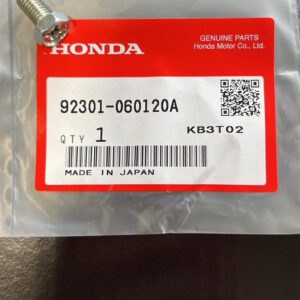 HONDA
GENUINE PARTS
Honda Motor Co., Ltd.
92301-060120A
QTY 1
KB3T02
MADE IN JAPAN